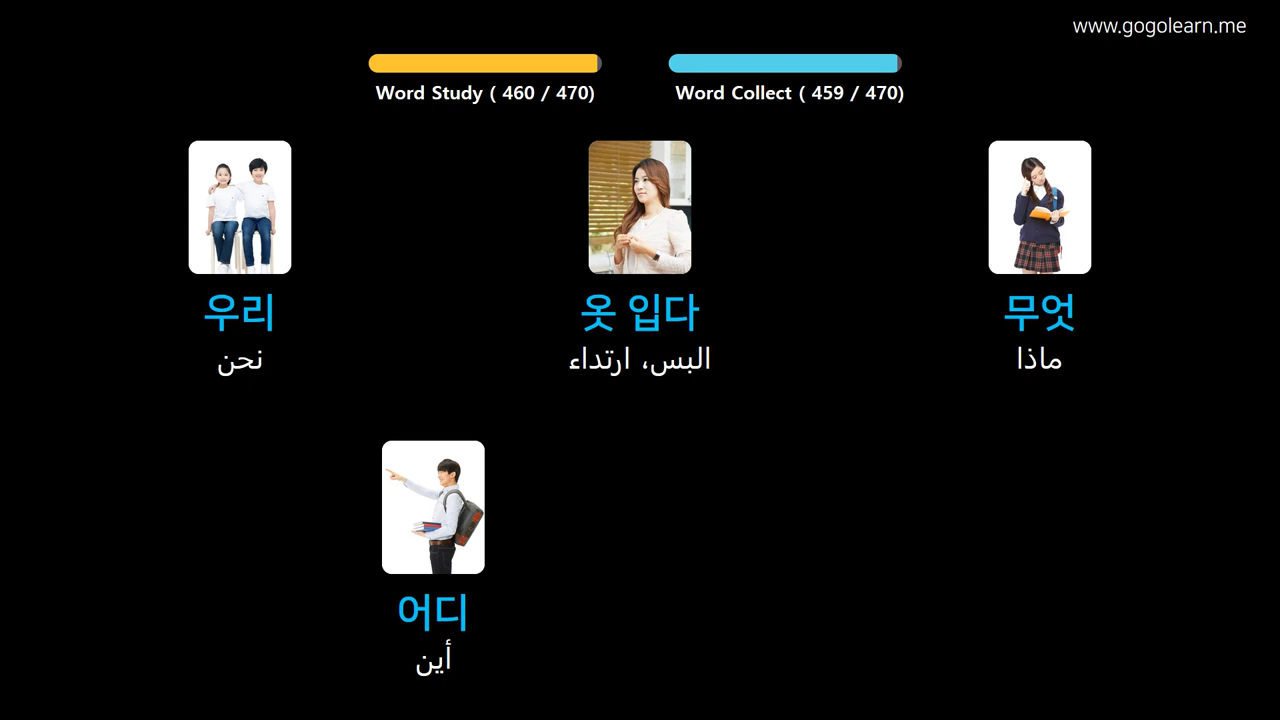 www.gogolearn.me
Word Study ( 460 / 470)
Word Collect ( 459 / 470)
우리
نحن
옷 입다
البس، ارتداء
무엇
ماذا
어디
أين